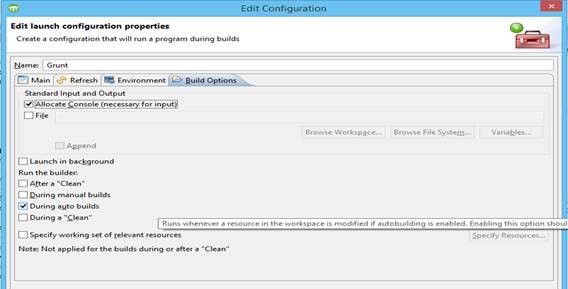 Edit Configuration
Edit launch configuration properties
Create a configuration that will run a program during builds
Name: Grunt
Main Refresh Environment Build Options
Standard Input and Output
Allocate Console (necessary for input)
File
Browse Workspace... Browse File System... Variables...
Append
Launch in background
Run the builder:
After a "Clean"
During manual builds
During auto builds
During a "Clean"
Runs whenever a resource in the workspace is modified if autobuilding is enabled. Enabling this option shoul
Specify working set of relevant resources
Specify Resources...
Note: Not applied for the builds during or after a "Clean"